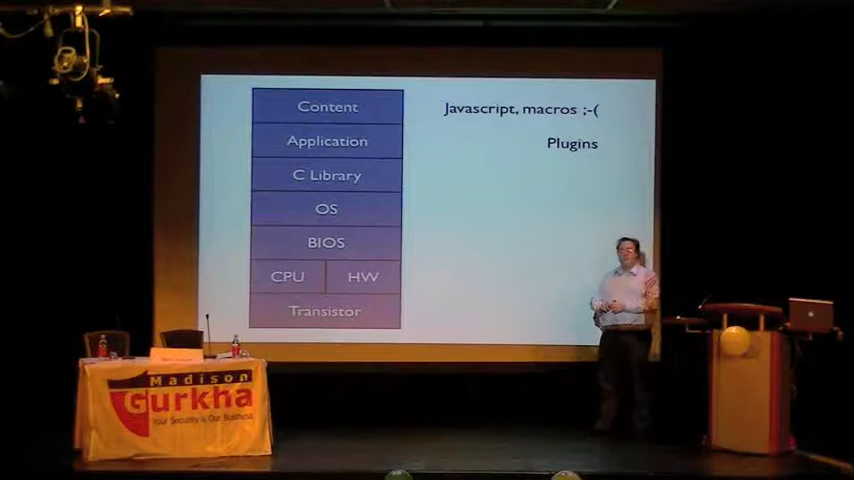 Content
Javascript, macros ;-(
Application
Plugins
C Library
OS
BIOS
CPU
HW
Transistor
Madison
Gurkha
Your Security is Our Business